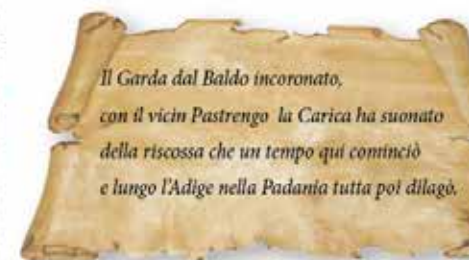 Il Garda dal Baldo incoronato,
con il vicin Pastrengo la Carica ha suonato
della riscossa che un tempo qui cominciò
e lungo l'Adige nella Padania tutta poi dilagò.